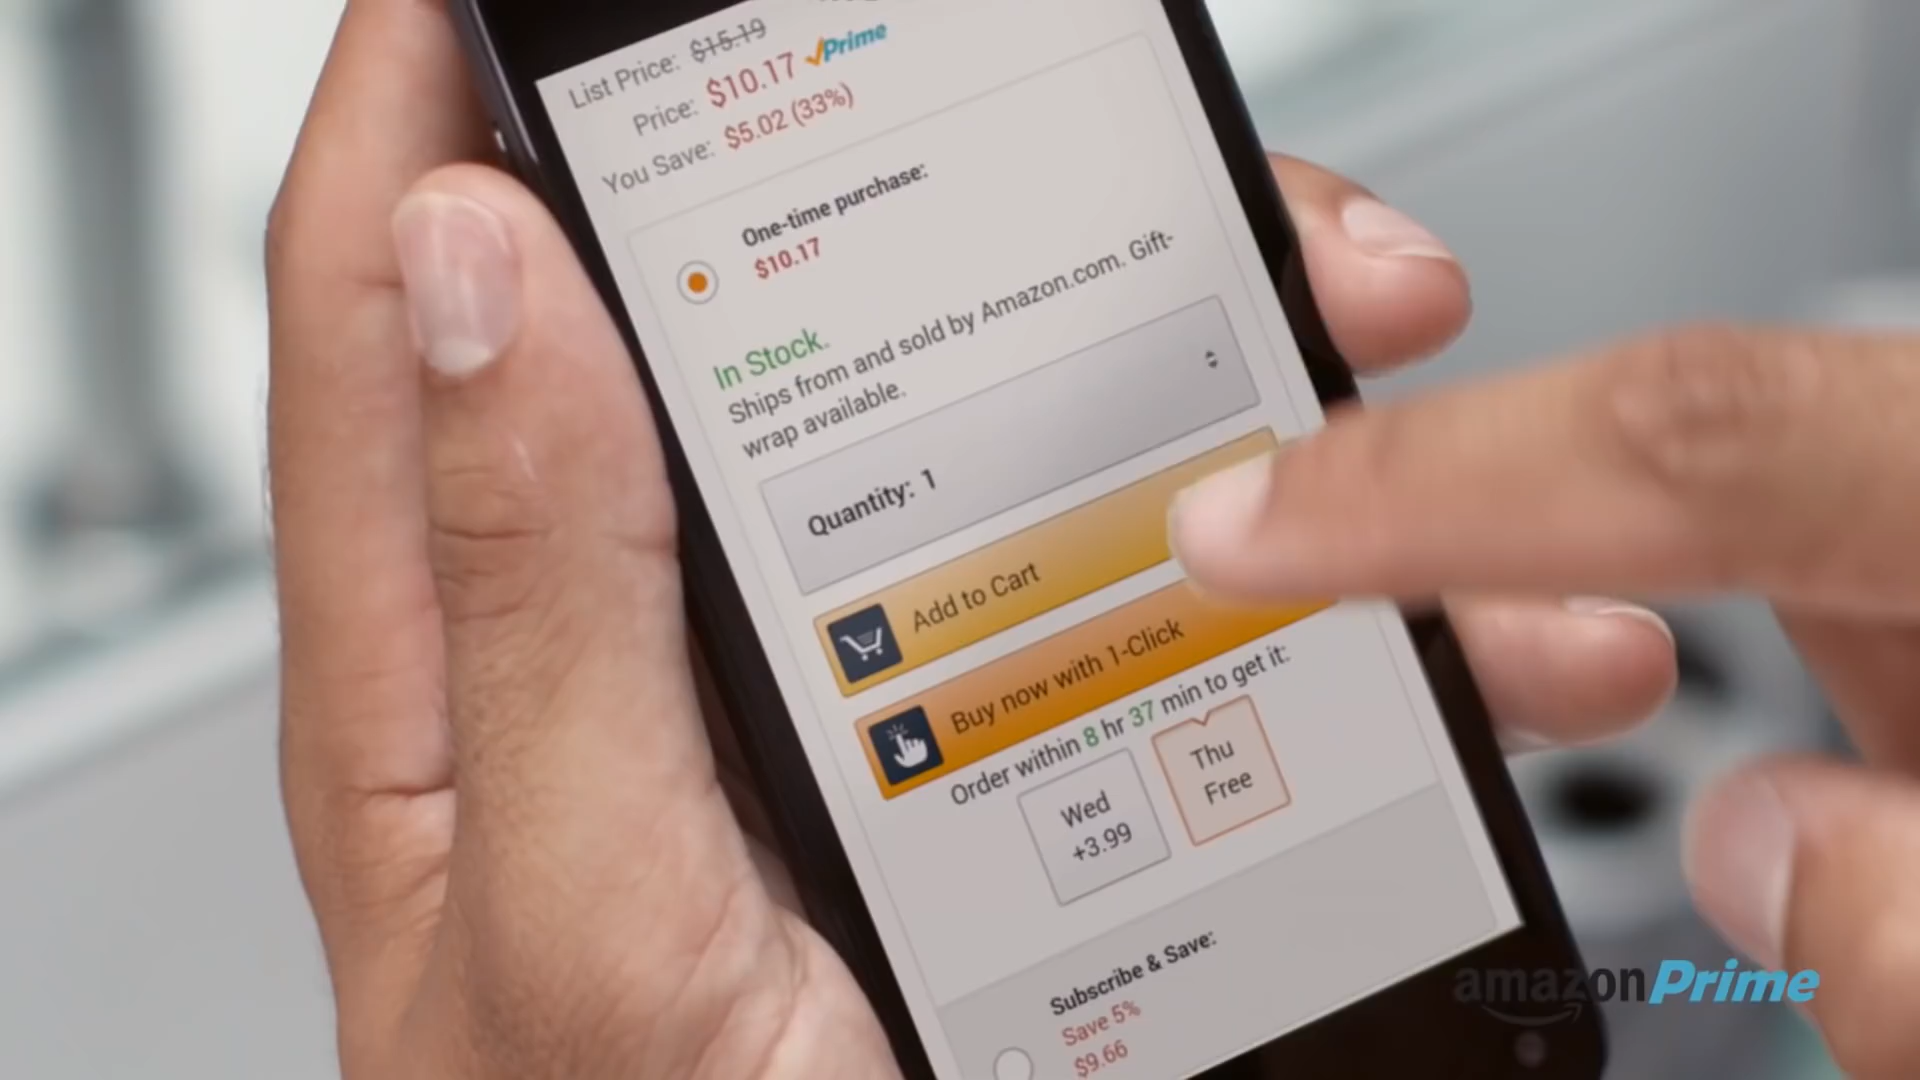 List Price: $15.19
Price: $10.17 Prime
You Save: $5.02 (33%)
One-time purchase:
$10.17
In Stock.
Ships from and sold by Amazon.com. Gift-
wrap available.
Quantity: 1
Add to Cart
Buy now with 1-Click
Order within 8 hr 37 min to get it:
Wed
+3.99
Thu
Free
Subscribe & Save:
Save 5%
$9.66
amazonPrime